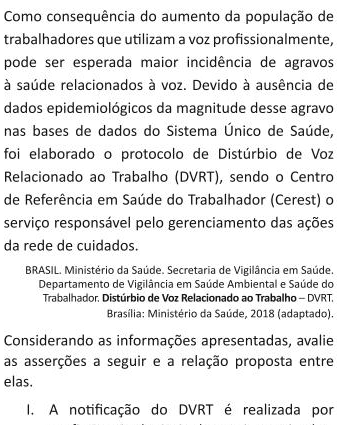 Como consequência do aumento da população de
trabalhadores que utilizam a voz profissionalmente,
pode ser esperada maior incidência de agravos
à saúde relacionados à voz. Devido à ausência de
dados epidemiológicos da magnitude desse agravo
nas bases de dados do Sistema Único de Saúde,
foi elaborado o protocolo de Distúrbio de Voz
Relacionado ao Trabalho (DVRT), sendo o Centro
de Referência em Saúde do Trabalhador (Cerest) o
serviço responsável pelo gerenciamento das ações
da rede de cuidados.
BRASIL. Ministério da Saúde. Secretaria de Vigilância em Saúde.
Departamento de Vigilância em Saúde Ambiental e Saúde do
Trabalhador. Distúrbio de Voz Relacionado ao Trabalho – DVRT.
Brasília: Ministério da Saúde, 2018 (adaptado).
Considerando as informações apresentadas, avalie
as asserções a seguir e a relação proposta entre
elas.
I. A notificação do DVRT é realizada por